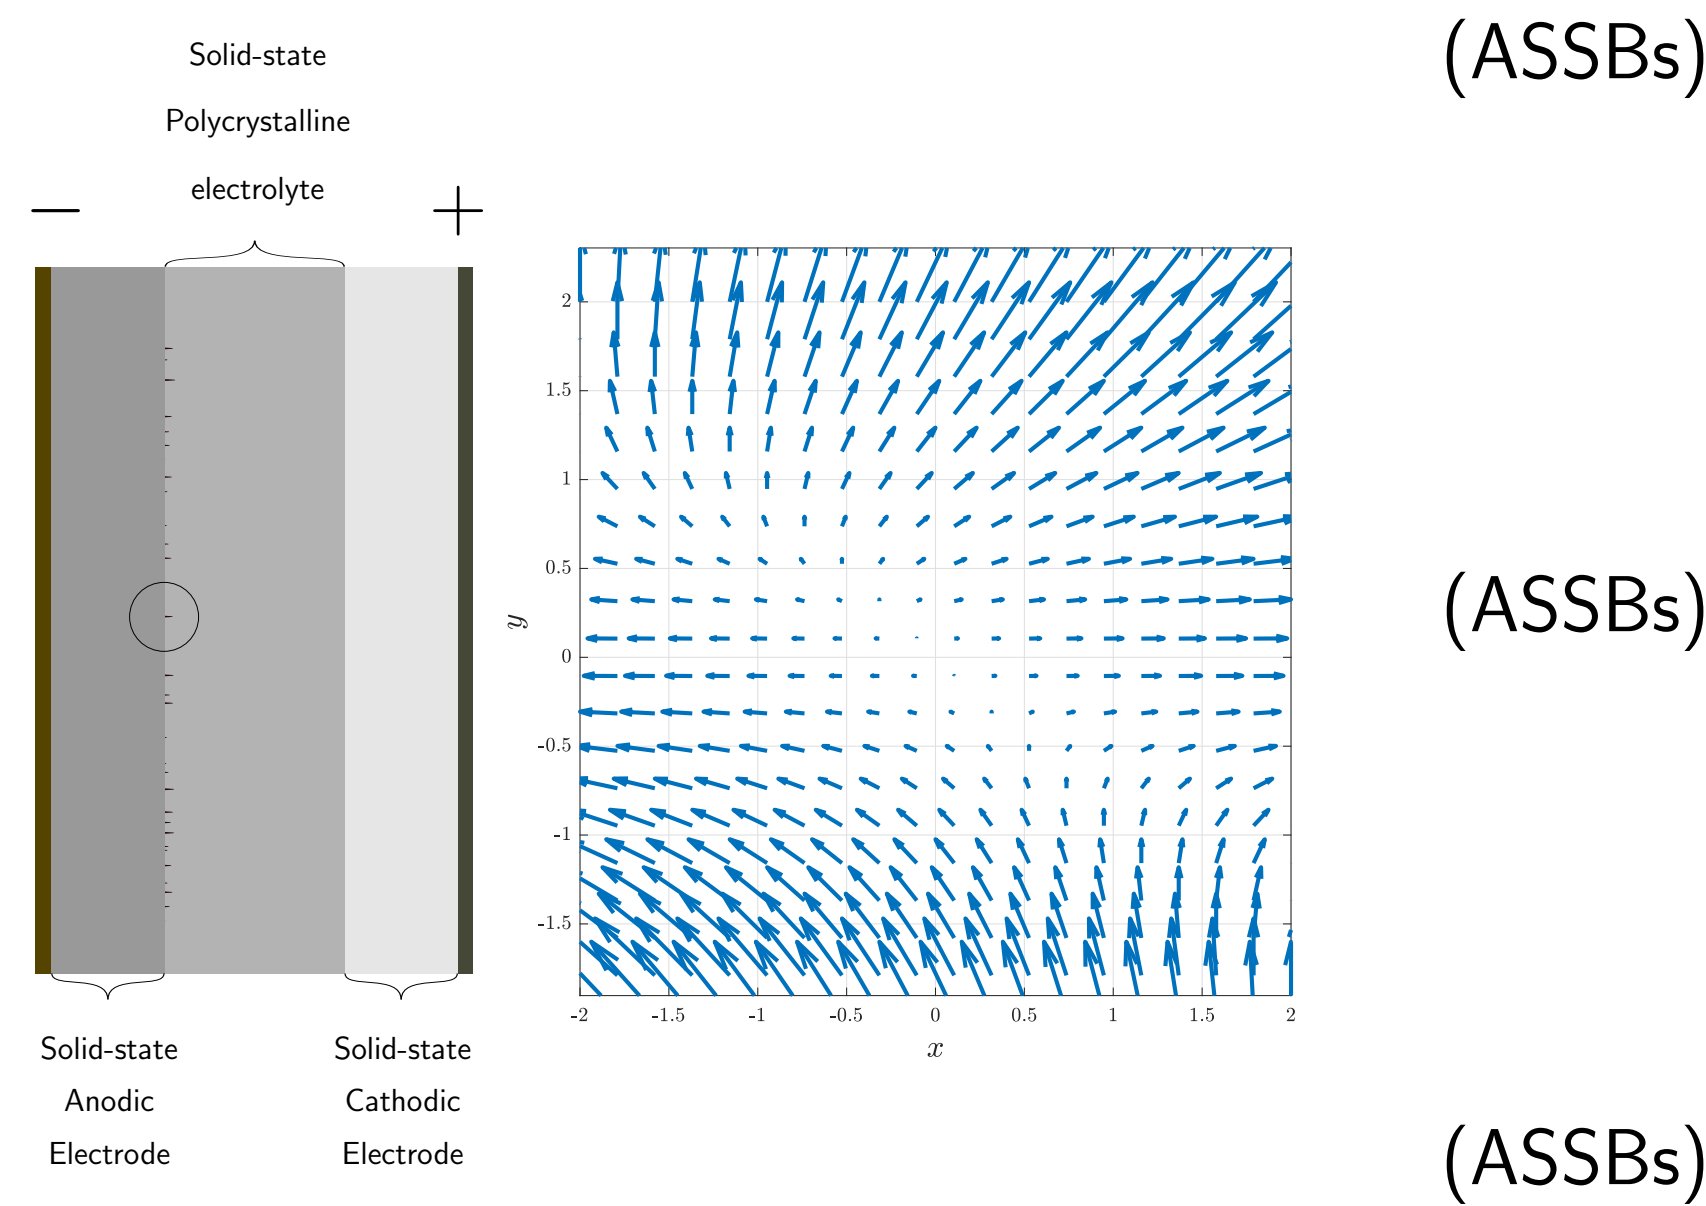 Solid-state
Polycrystalline
electrolyte
− +
Solid-state
Anodic
Electrode
Solid-state
Cathodic
Electrode
y
2
1.5
1
0.5
0
-0.5
-1
-1.5
-2 -1.5 -1 -0.5 0 0.5 1 1.5 2
x
(ASSBs)
(ASSBs)
(ASSBs)